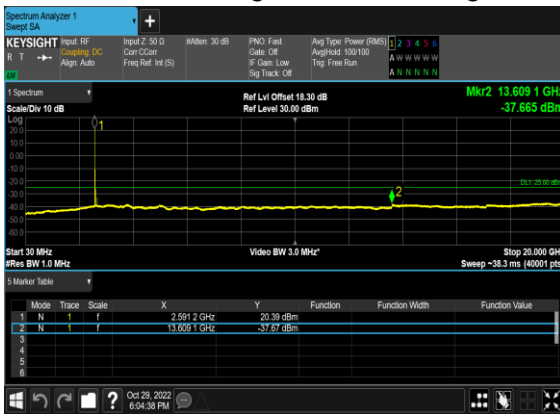 Spectrum Analyzer 1
Swept SA
KEYSIGHT Input: RF Input Z: 50 Ω #Atten: 30 dB PNO: Fast Avg Type: Power (RMS) 1 2 3 4 5 6
R T Coupling: DC Corr CCorr Gate: Off Avg|Hold: 100/100 A W W W W W
Align: Auto Freq Ref: Int (S) IF Gain: Low Trig: Free Run
LV Sig Track: Off A N N N N N
1 Spectrum Ref Lvl Offset 18.30 dB Mkr2 13.609 1 GHz
Scale/Div 10 dB Ref Level 30.00 dBm -37.665 dBm
Log
20.0
10.0
0.00
-10.0
-20.0
-30.0
-40.0
-50.0
-60.0
1
2
DL1 -25.00 dBm
Start 30 MHz Video BW 3.0 MHz* Stop 20.000 GHz
#Res BW 1.0 MHz Sweep ~38.3 ms (40001 pts)
5 Marker Table
Mode Trace Scale X Y Function Function Width Function Value
1 N 1 f 2.591 2 GHz 20.39 dBm
2 N 1 f 13.609 1 GHz -37.67 dBm
3
4
5
6
Oct 29, 2022
6:04:38 PM